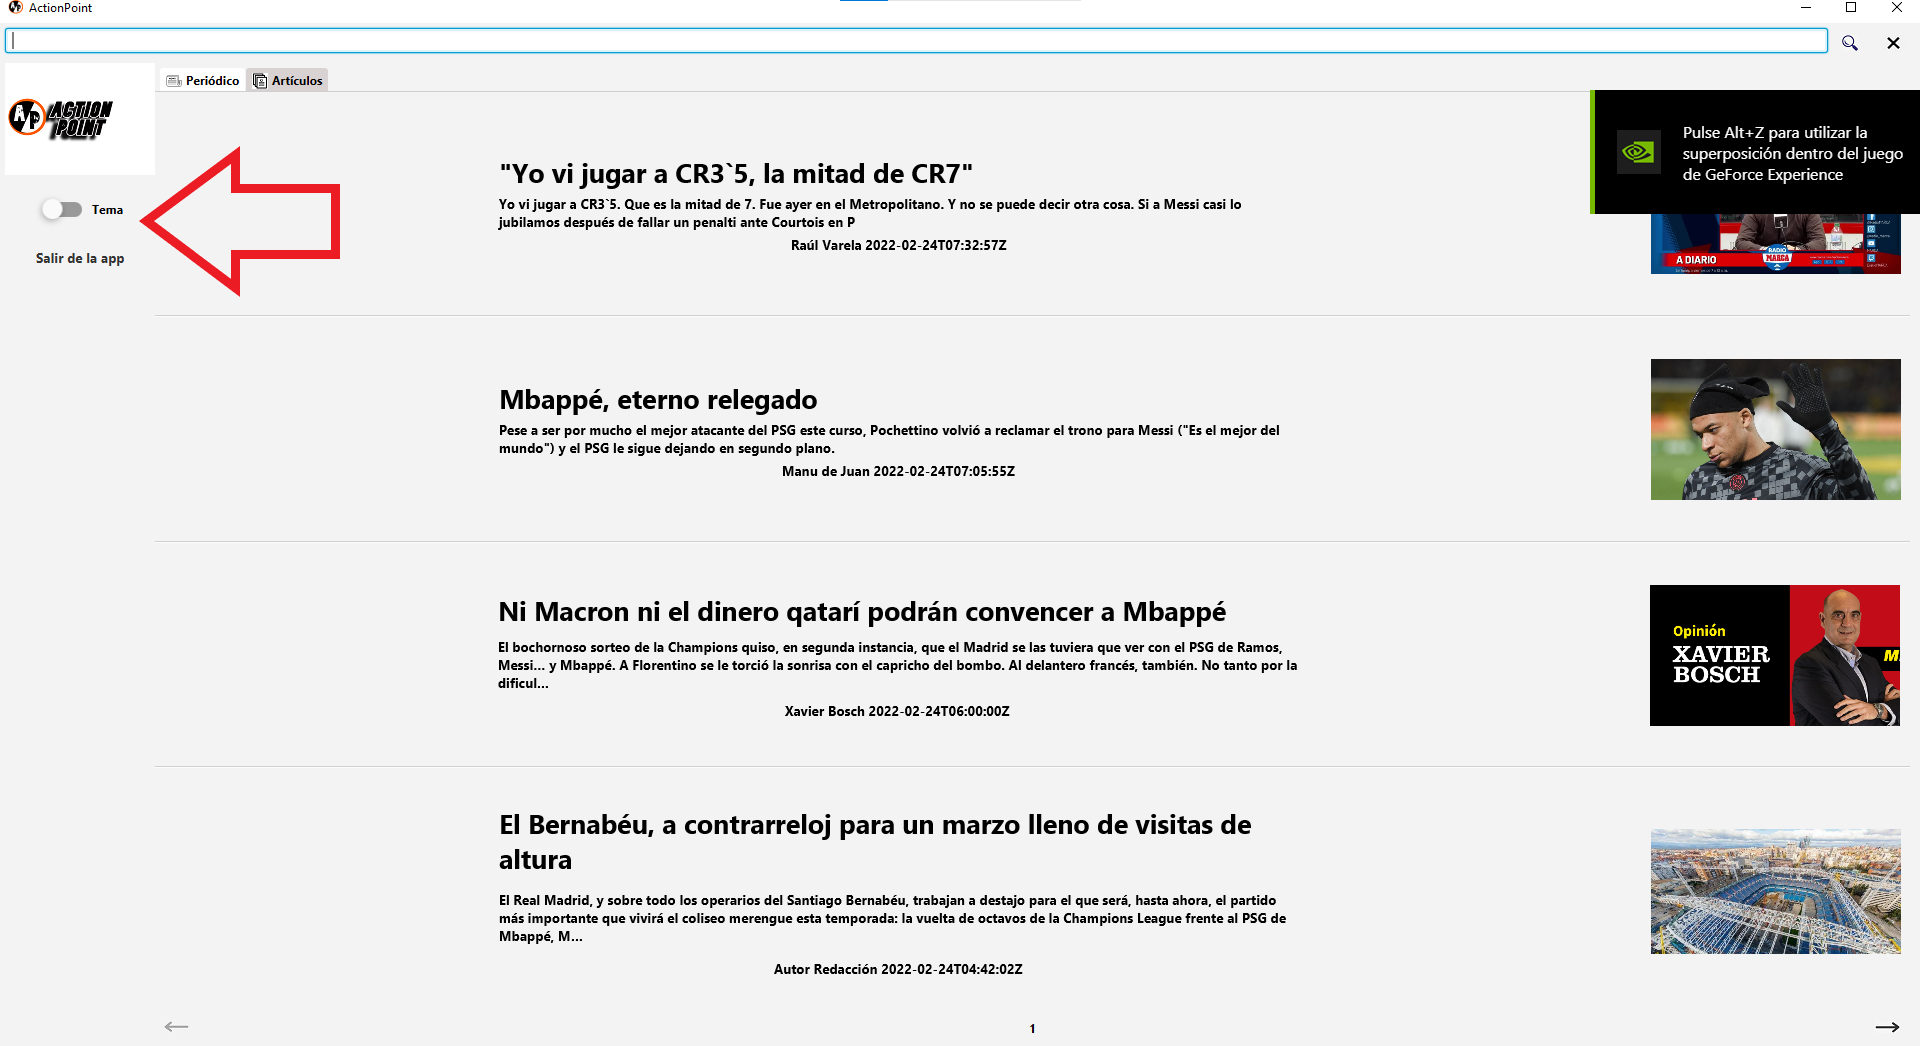 ActionPoint
Periódico
Artículos
ACTION
POINT
Tema
Salir de la app
"Yo vi jugar a CR3`5, la mitad de CR7"
Yo vi jugar a CR3`5. Que es la mitad de 7. Fue ayer en el Metropolitano. Y no se puede decir otra cosa. Si a Messi casi lo
jubilamos después de fallar un penalti ante Courtois en P
Raúl Varela 2022-02-24T07:32:57Z
Pulse Alt+Z para utilizar la
superposición dentro del juego
de GeForce Experience
A DIARIO
RADIO
MARCA
Mbappé, eterno relegado
Pese a ser por mucho el mejor atacante del PSG este curso, Pochettino volvió a reclamar el trono para Messi ("Es el mejor del
mundo") y el PSG le sigue dejando en segundo plano.
Manu de Juan 2022-02-24T07:05:55Z
Ni Macron ni el dinero qatarí podrán convencer a Mbappé
El bochornoso sorteo de la Champions quiso, en segunda instancia, que el Madrid se las tuviera que ver con el PSG de Ramos,
Messi... y Mbappé. A Florentino se le torció la sonrisa con el capricho del bombo. Al delantero francés, también. No tanto por la
dificul...
Xavier Bosch 2022-02-24T06:00:00Z
Opinión
XAVIER
BOSCH
M
El Bernabéu, a contrarreloj para un marzo lleno de visitas de
altura
El Real Madrid, y sobre todo los operarios del Santiago Bernabéu, trabajan a destajo para el que será, hasta ahora, el partido
más importante que vivirá el coliseo merengue esta temporada: la vuelta de octavos de la Champions League frente al PSG de
Mbappé, M...
Autor Redacción 2022-02-24T04:42:02Z
1